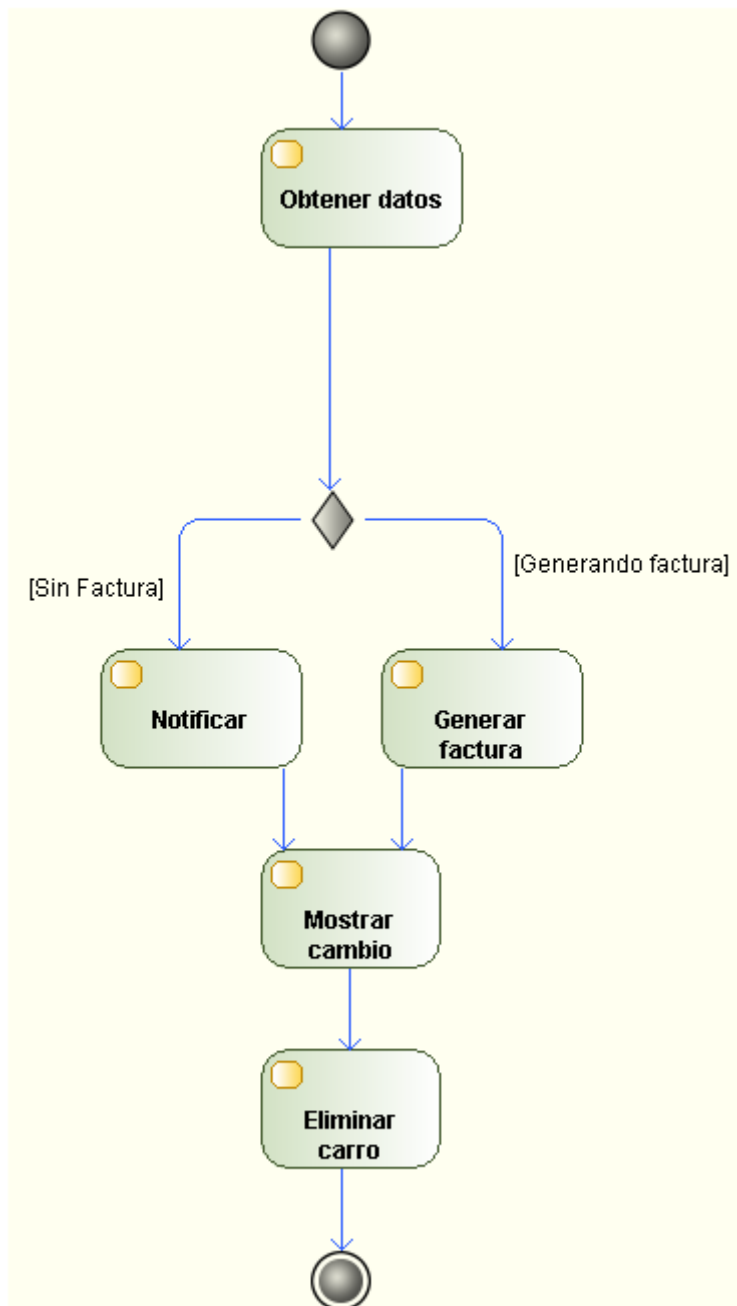 Obtener datos
[Sin Factura]
[Generando factura]
Notificar
Generar
factura
Mostrar
cambio
Eliminar
carro